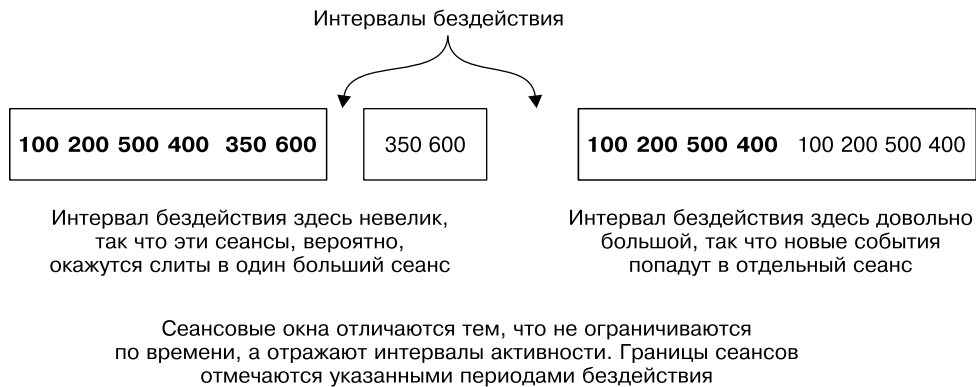 Интервалы бездействия
100 200 500 400 350 600
350 600
100 200 500 400 100 200 500 400
Интервал бездействия здесь невелик,
так что эти сеансы, вероятно,
окажутся слиты в один больший сеанс
Интервал бездействия здесь довольно
большой, так что новые события
попадут в отдельный сеанс
Сеансовые окна отличаются тем, что не ограничиваются
по времени, а отражают интервалы активности. Границы сеансов
отмечаются указанными периодами бездействия